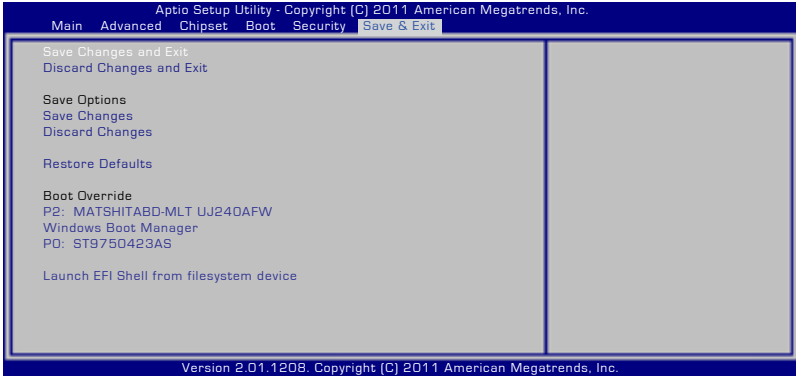 Aptio Setup Utility - Copyright (C) 2011 American Megatrends, Inc.
Main Advanced Chipset Boot Security Save & Exit
Save Changes and Exit
Discard Changes and Exit
Save Options
Save Changes
Discard Changes
Restore Defaults
Boot Override
P2: MATSHITABD-MLT UJ240AFW
Windows Boot Manager
P0: ST9750423AS
Launch EFI Shell from filesystem device
Version 2.01.1208. Copyright (C) 2011 American Megatrends, Inc.